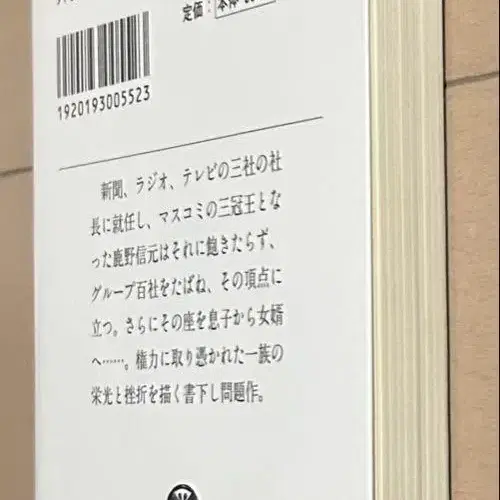 定価：本体
1920193005523
新聞、ラジオ、テレビの三社の社
長に就任し、マスコミの三冠王とな
った鹿野信元はそれに飽きたらず、
グループ百社をたばね、その頂点に
立つ。さらにその座を息子から女婿
へ……。権力に取り憑かれた一族の
栄光と挫折を描く書下し問題作。